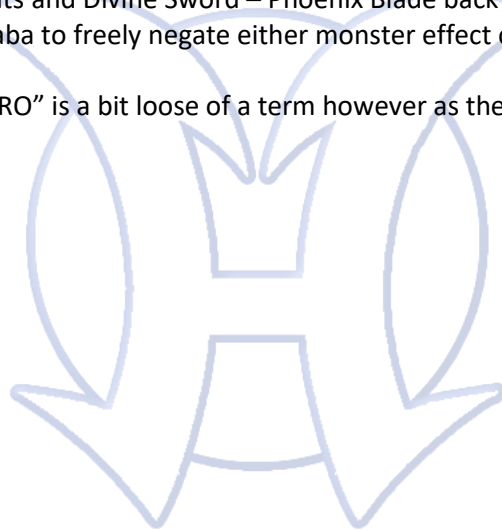 ts and Divine Sword – Phoenix Blade back
aba to freely negate either monster effect
RO” is a bit loose of a term however as the